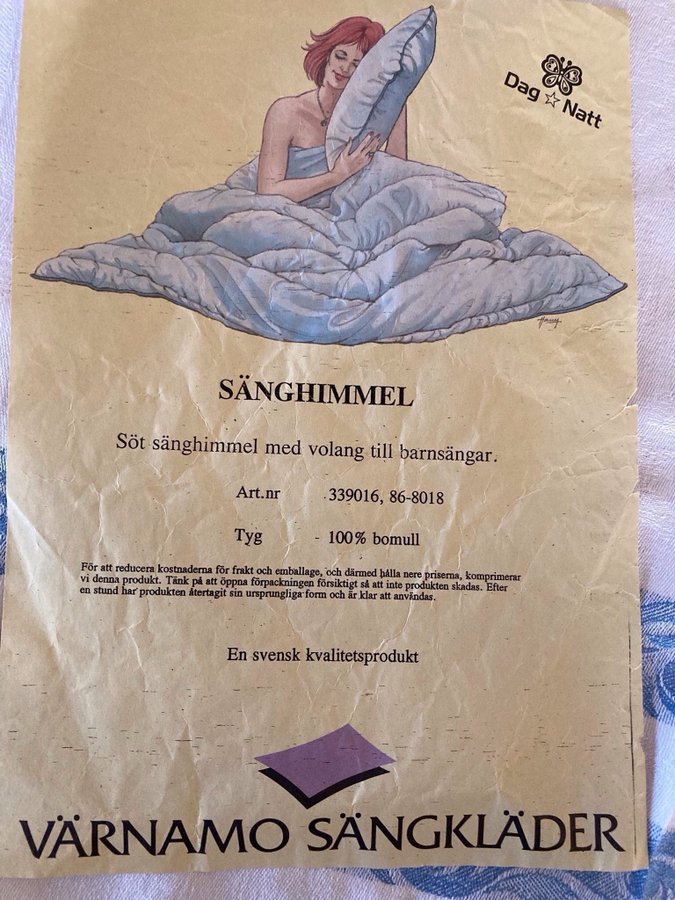 Dag ☆ Natt
SÄNGHIMMEL
Söt sänghimmel med volang till barnsängar.
Art.nr 339016, 86-8018
Tyg - 100% bomull
För att reducera kostnaderna för frakt och emballage, och därmed hålla nere priserna, komprimerar
vi denna produkt. Tänk på att öppna förpackningen försiktigt så att inte produkten skadas. Efter
en stund har produkten återtagit sin ursprungliga form och är klar att användas.
En svensk kvalitetsprodukt
VÄRNAMO SÄNGKLÄDER